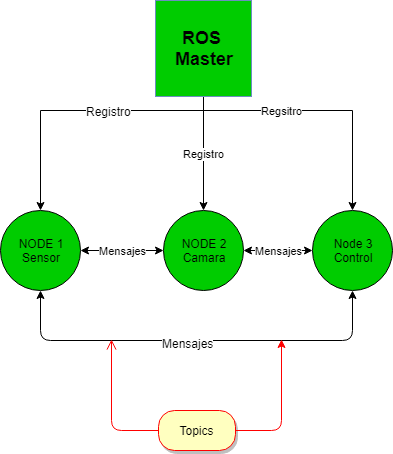 ROS
Master
Registro
Regsitro
Registro
NODE 1
Sensor
Mensajes
NODE 2
Camara
Mensajes
Node 3
Control
Mensajes
Topics